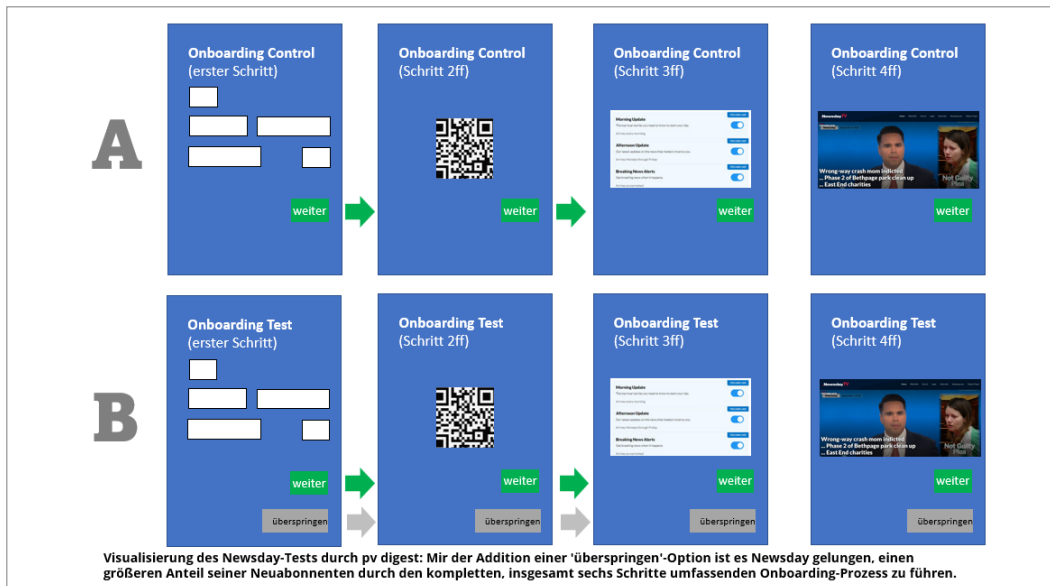 A
Onboarding Control
(erster Schritt)
weiter
Onboarding Control
(Schritt 2ff)
weiter
Onboarding Control
(Schritt 3ff)
Morning Update
Afternoon Update
Breaking News Alerts
weiter
Onboarding Control
(Schritt 4ff)
NewsdayTV
Wrong-way crash mom indicted
... Phase 2 of Bethpage park clean up
... East End charities
Not Guilty
Plea
weiter
B
Onboarding Test
(erster Schritt)
weiter
überspringen
Onboarding Test
(Schritt 2ff)
weiter
überspringen
Onboarding Test
(Schritt 3ff)
Morning Update
Afternoon Update
Breaking News Alerts
weiter
überspringen
Onboarding Test
(Schritt 4ff)
NewsdayTV
Wrong-way crash mom indicted
... Phase 2 of Bethpage park clean up
... East End charities
Not Guilty
Plea
weiter
überspringen
Visualisierung des Newsday-Tests durch pv digest: Mir der Addition einer 'überspringen'-Option ist es Newsday gelungen, einen
größeren Anteil seiner Neuabonnenten durch den kompletten, insgesamt sechs Schritte umfassenden Onboarding-Prozess zu führen.